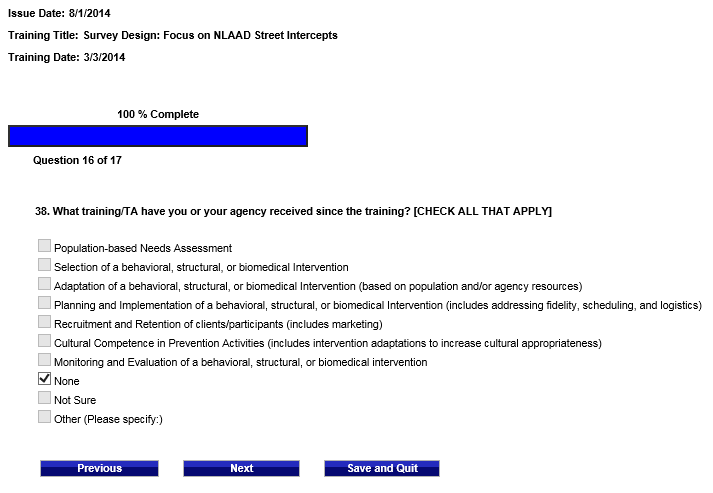 Issue Date: 8/1/2014
Training Title: Survey Design: Focus on NLAAD Street Intercepts
Training Date: 3/3/2014
100 % Complete
Question 16 of 17
38. What training/TA have you or your agency received since the training? [CHECK ALL THAT APPLY]
Population-based Needs Assessment
Selection of a behavioral, structural, or biomedical Intervention
Adaptation of a behavioral, structural, or biomedical Intervention (based on population and/or agency resources)
Planning and Implementation of a behavioral, structural, or biomedical Intervention (includes addressing fidelity, scheduling, and logistics)
Recruitment and Retention of clients/participants (includes marketing)
Cultural Competence in Prevention Activities (includes intervention adaptations to increase cultural appropriateness)
Monitoring and Evaluation of a behavioral, structural, or biomedical intervention
None
Not Sure
Other (Please specify:)
Previous Next Save and Quit